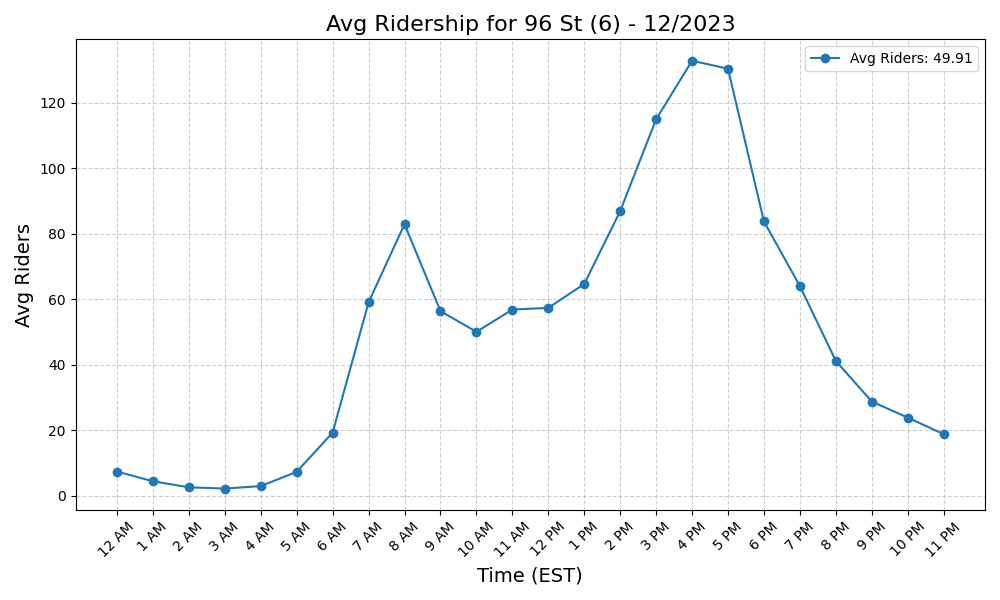 Avg Ridership for 96 St (6) - 12/2023
Avg Riders: 49.91
Avg Riders
120
100
80
60
40
20
0
12 AM
1 AM
2 AM
3 AM
4 AM
5 AM
6 AM
7 AM
8 AM
9 AM
10 AM
11 AM
12 PM
1 PM
2 PM
3 PM
4 PM
5 PM
6 PM
7 PM
8 PM
9 PM
10 PM
11 PM
Time (EST)